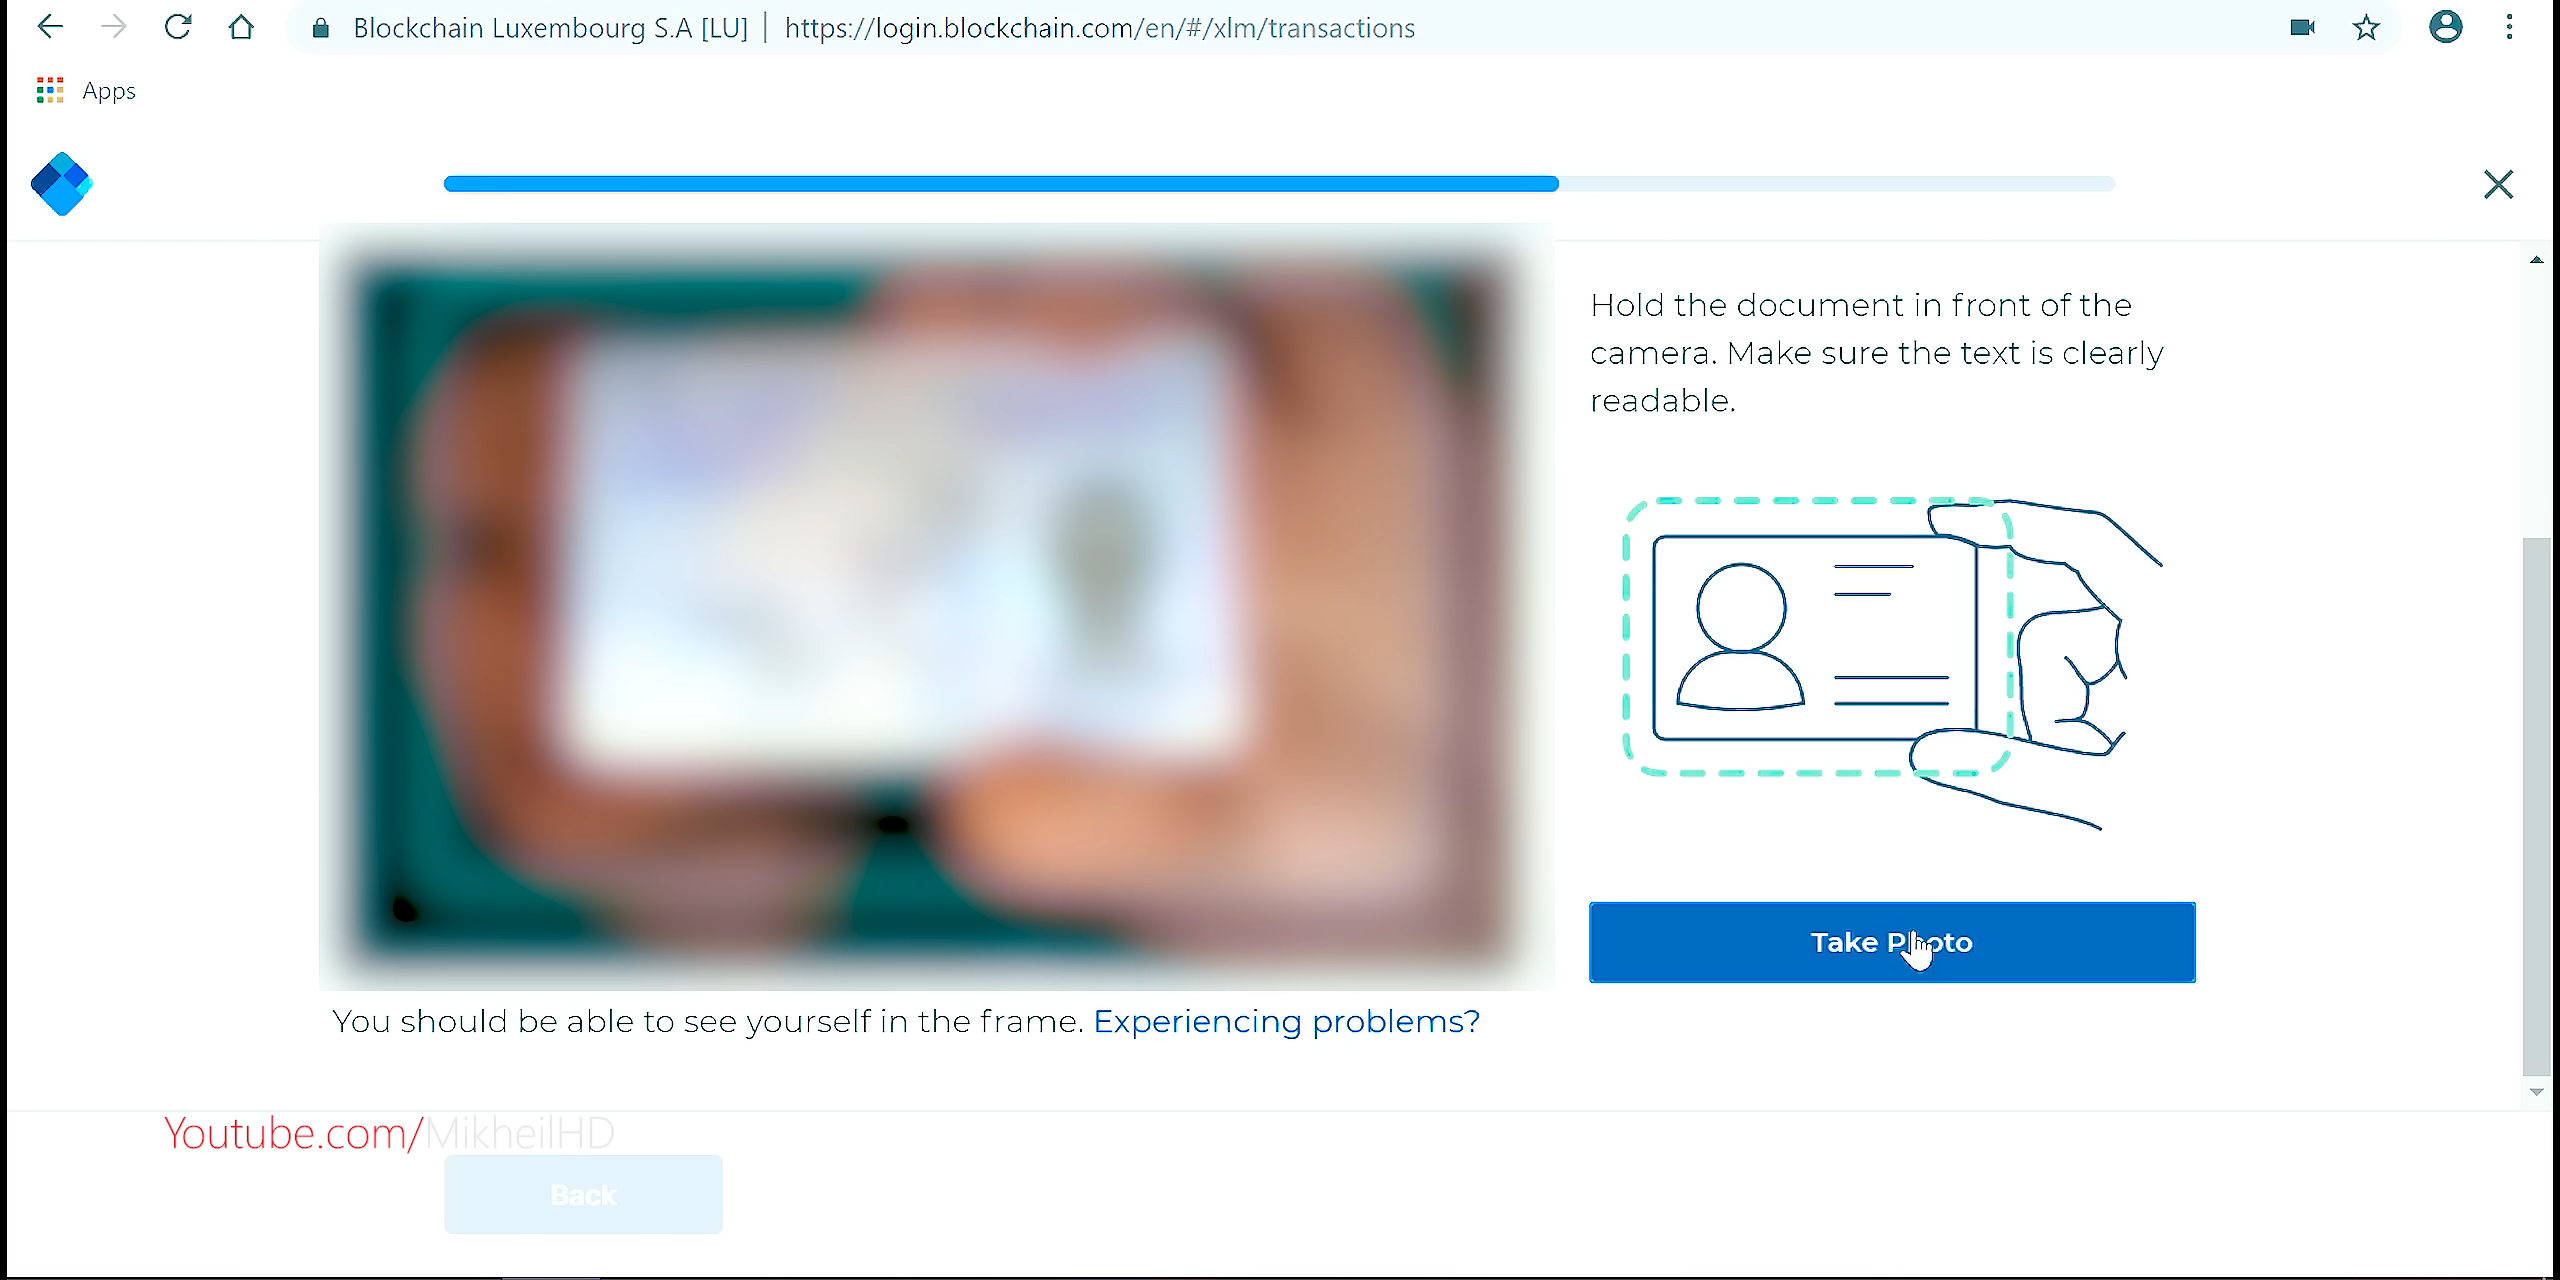 Blockchain Luxembourg S.A [LU] | https://login.blockchain.com/en/#/xlm/transactions
Apps
Hold the document in front of the
camera. Make sure the text is clearly
readable.
Take Photo
You should be able to see yourself in the frame. Experiencing problems?
Youtube.com/MikheilHD
Back